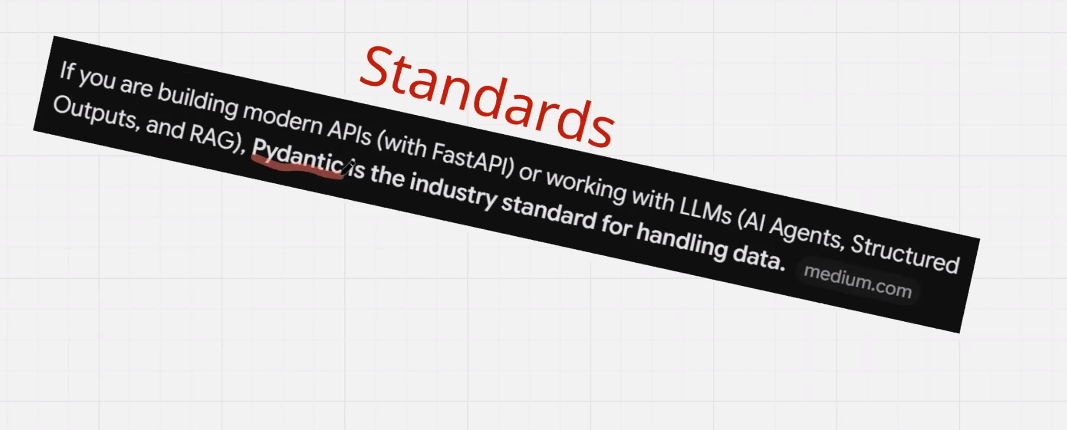 Standards
If you are building modern APIs (with FastAPI) or working with LLMs (AI Agents, Structured
Outputs, and RAG), Pydantic is the industry standard for handling data. medium.com